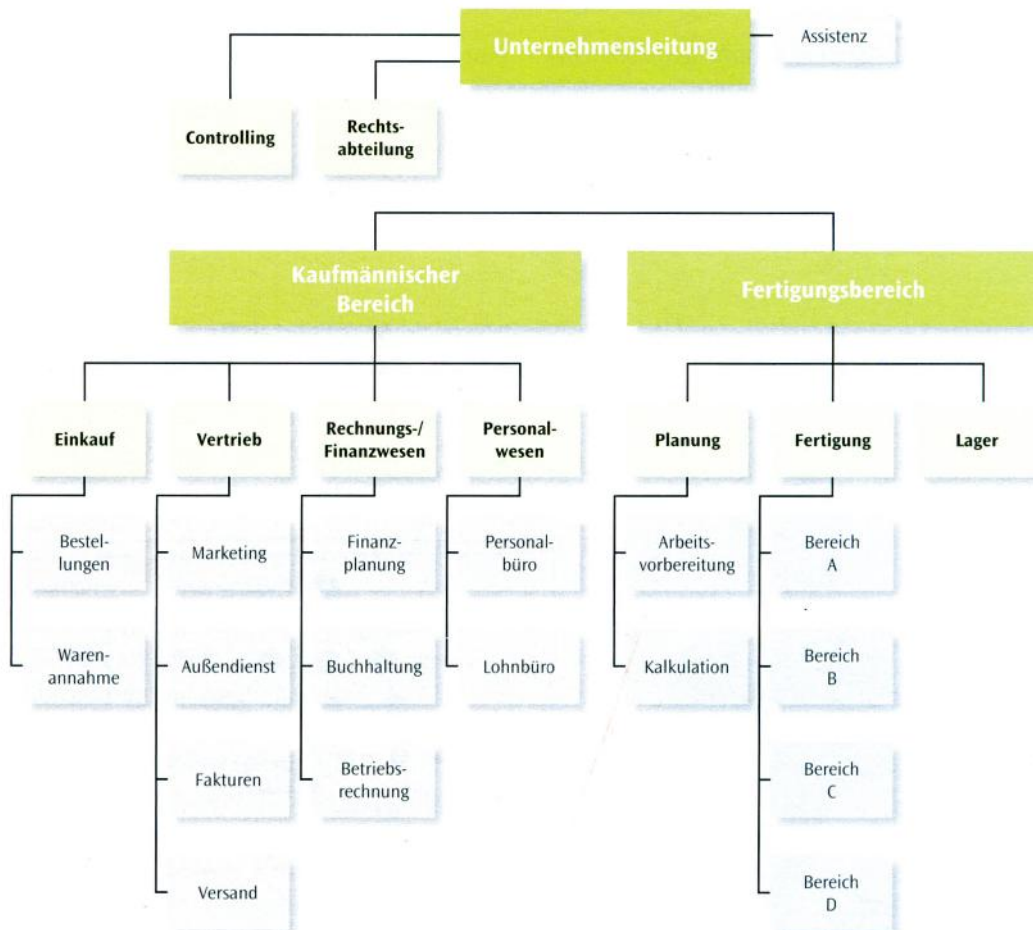 Unternehmensleitung
Assistenz
Controlling
Rechts-
abteilung
Kaufmännischer
Bereich
Fertigungsbereich
Einkauf
Vertrieb
Rechnungs-/
Finanzwesen
Personal-
wesen
Planung
Fertigung
Lager
Bestel-
lungen
Marketing
Finanz-
planung
Personal-
büro
Arbeits-
vorbereitung
Bereich
A
Waren-
annahme
Außendienst
Buchhaltung
Lohnbüro
Kalkulation
Bereich
B
Fakturen
Betriebs-
rechnung
Bereich
C
Versand
Bereich
D